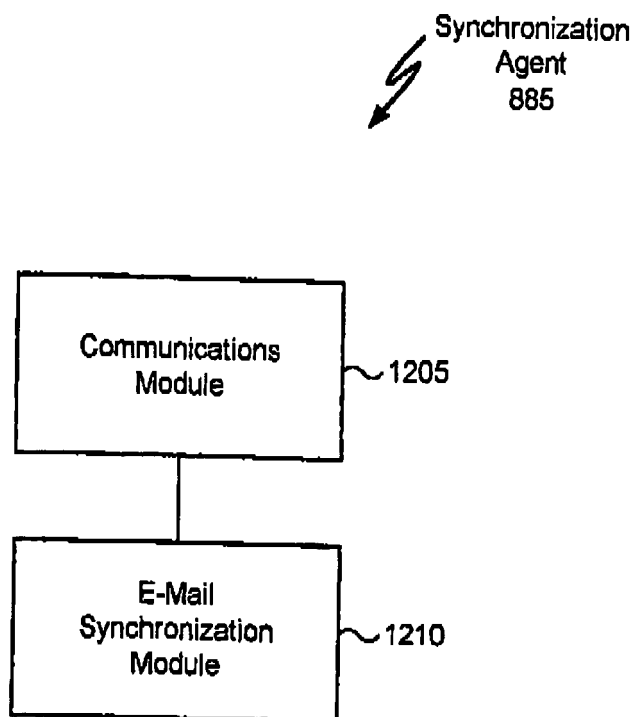 Synchronization
Agent
885
Communications
Module
1205
E-Mail
Synchronization
Module
1210